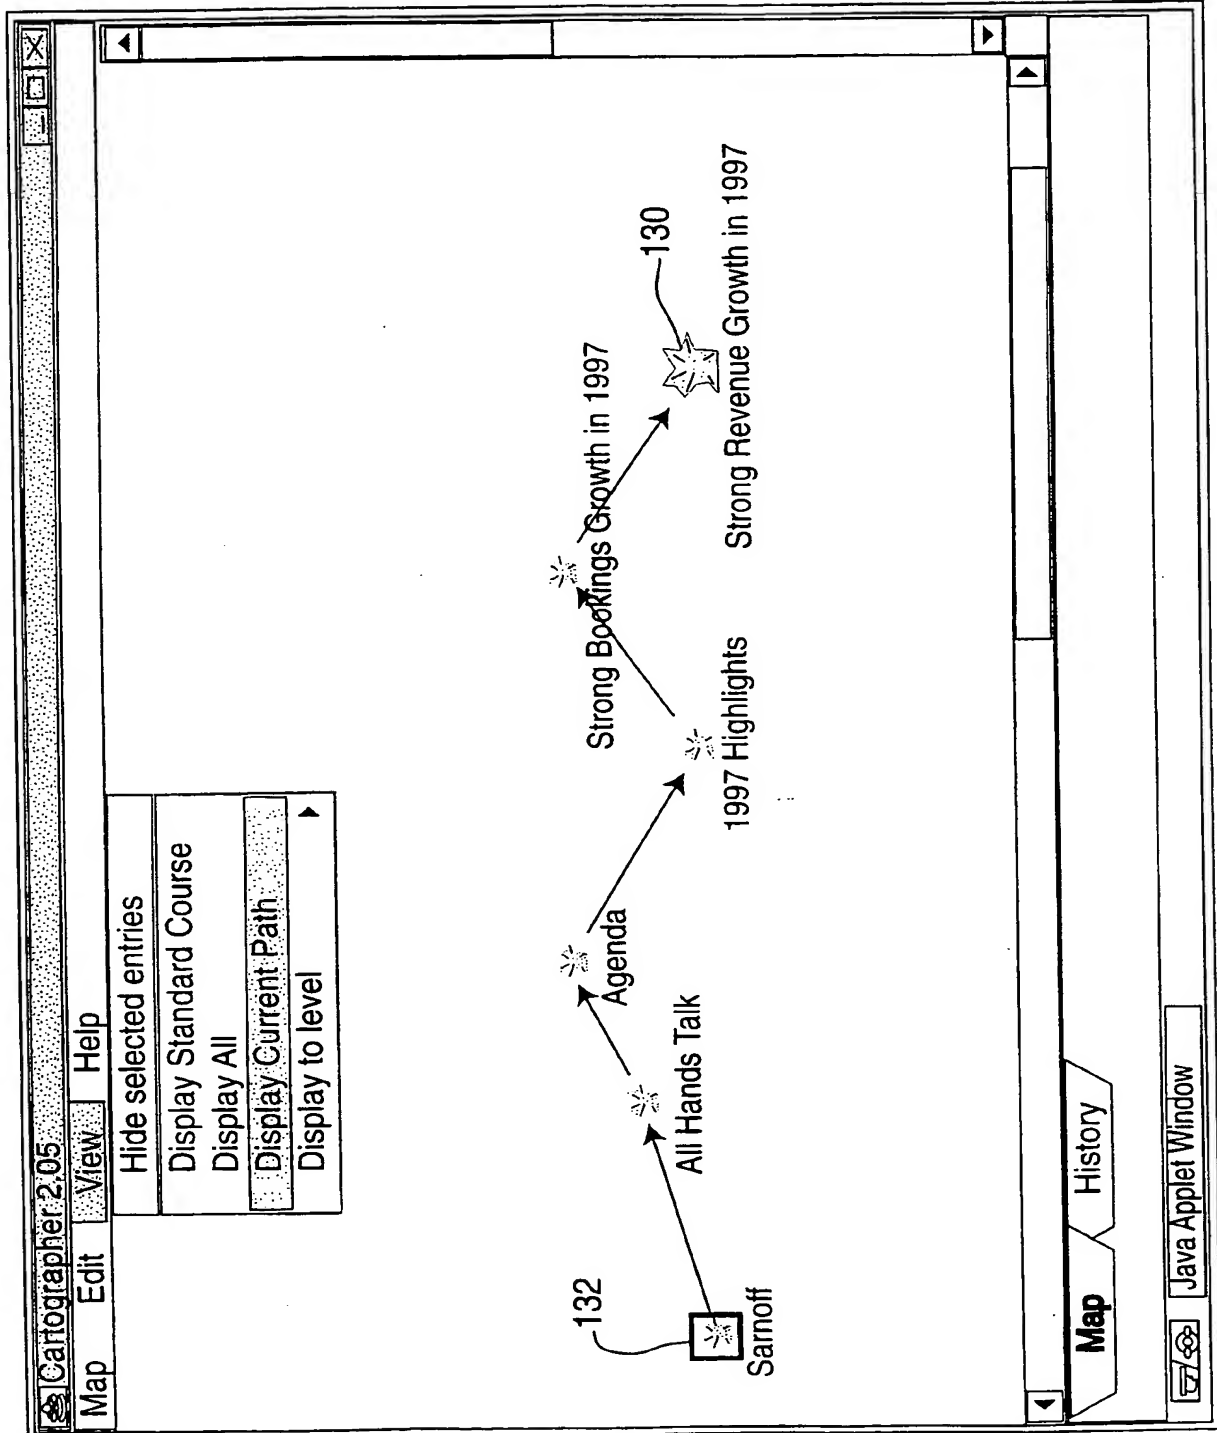 Cartographer 2.05
Map Edit View Help
Hide selected entries
Display Standard Course
Display All
Display Current Path
Display to level
132
Sarnoff
All Hands Talk
Agenda
1997 Highlights
Strong Bookings Growth in 1997
130
Strong Revenue Growth in 1997
Map History
Java Applet Window